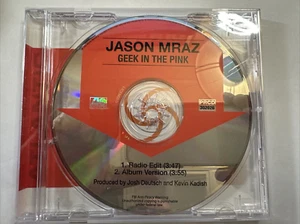 JASON MRAZ
GEEK IN THE PINK
1. Radio Edit (3:47)
2. Album Version (3:55)
Produced by Josh Deutsch and Kevin Kadish